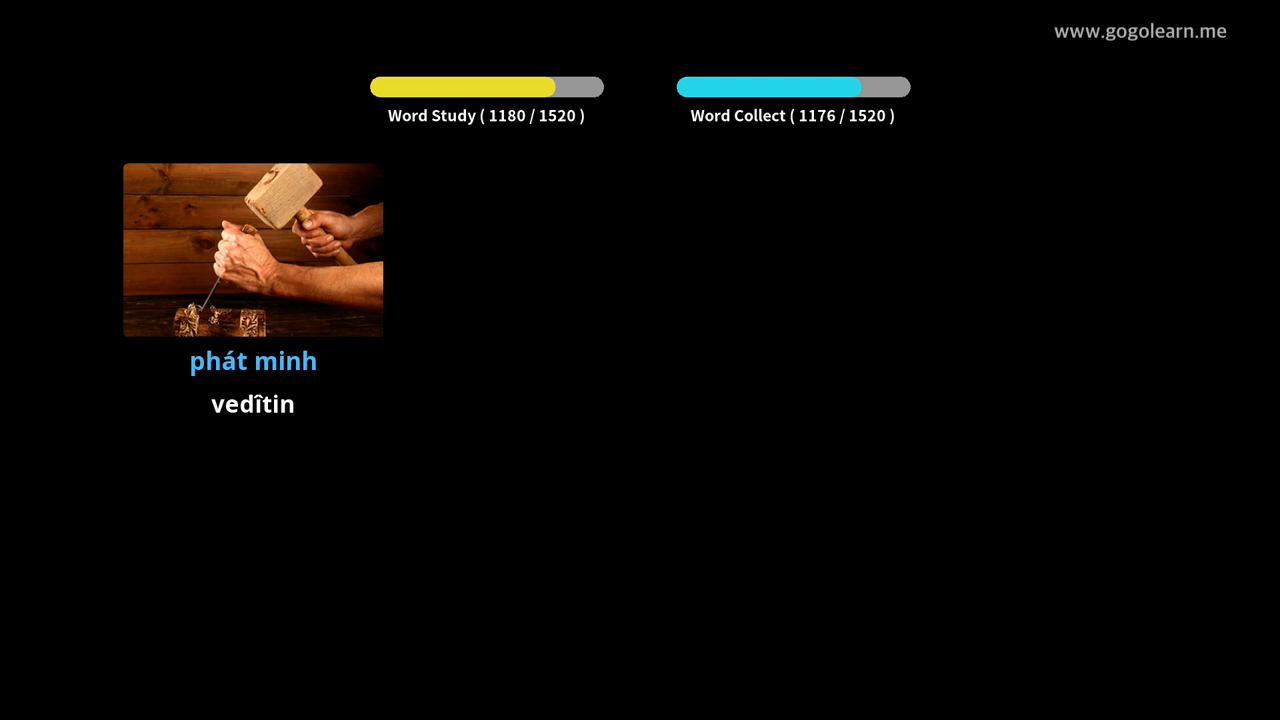 www.gogolearn.me
Word Study ( 1180 / 1520 )
Word Collect ( 1176 / 1520 )
phát minh
vedîtin